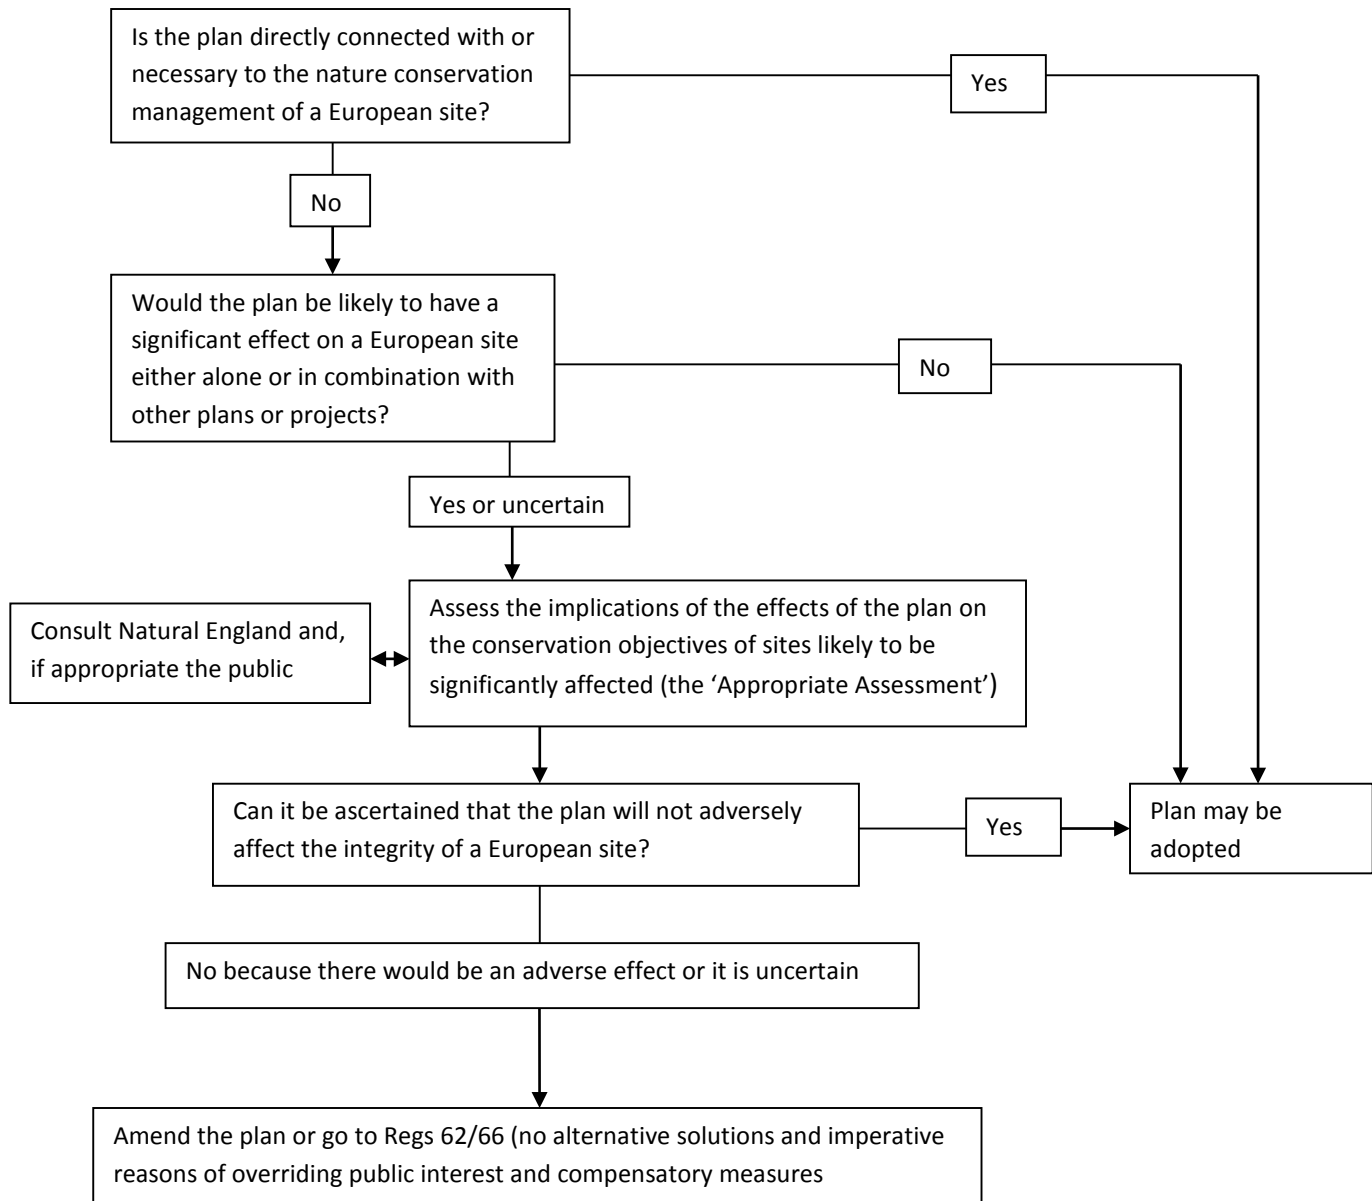 Is the plan directly connected with or
necessary to the nature conservation
management of a European site?
Yes
No
Would the plan be likely to have a
significant effect on a European site
either alone or in combination with
other plans or projects?
No
Yes or uncertain
Consult Natural England and,
if appropriate the public
Assess the implications of the effects of the plan on
the conservation objectives of sites likely to be
significantly affected (the ‘Appropriate Assessment’)
Can it be ascertained that the plan will not adversely
affect the integrity of a European site?
Yes
Plan may be
adopted
No because there would be an adverse effect or it is uncertain
Amend the plan or go to Regs 62/66 (no alternative solutions and imperative
reasons of overriding public interest and compensatory measures